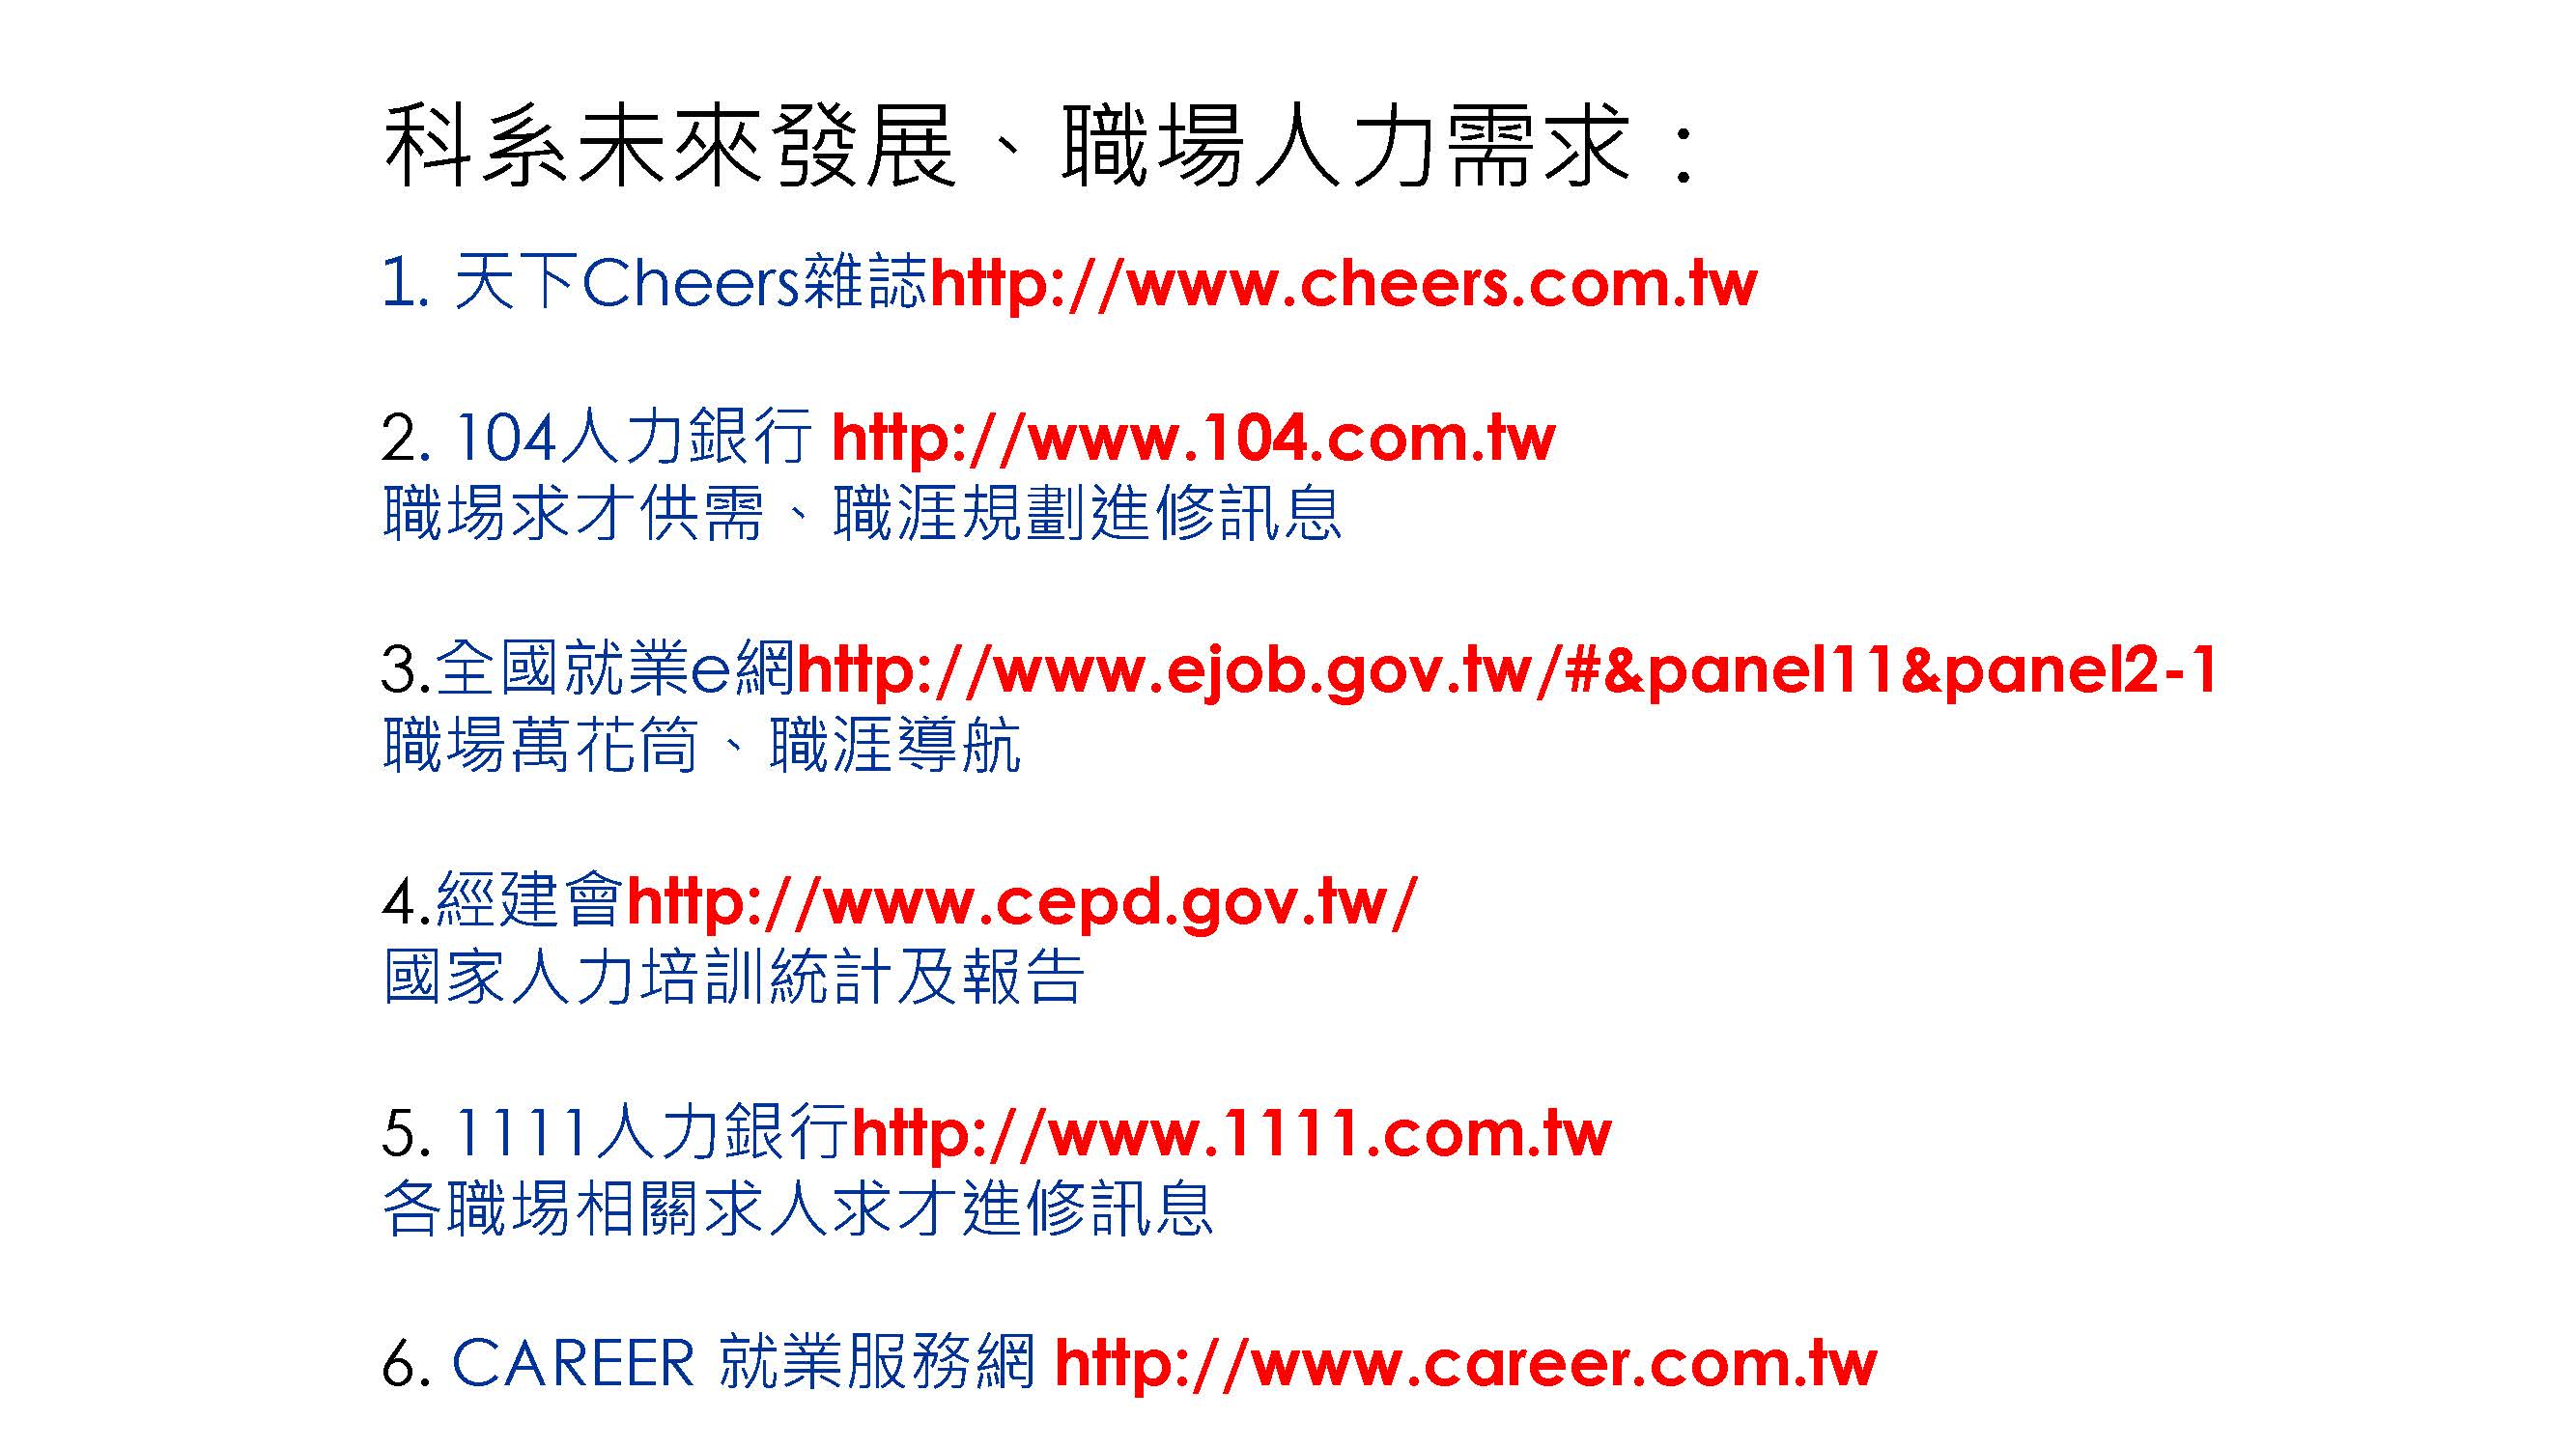 科系未來發展、職場人力需求：
1. 天下Cheers雜誌http://www.cheers.com.tw
2. 104人力銀行 http://www.104.com.tw
職場求才供需、職涯規劃進修訊息
3.全國就業e網http://www.ejob.gov.tw/#&panel11&panel2-1
職場萬花筒、職涯導航
4.經建會http://www.cepd.gov.tw/
國家人力培訓統計及報告
5. 1111人力銀行http://www.1111.com.tw
各職場相關求人求才進修訊息
6. CAREER 就業服務網 http://www.career.com.tw